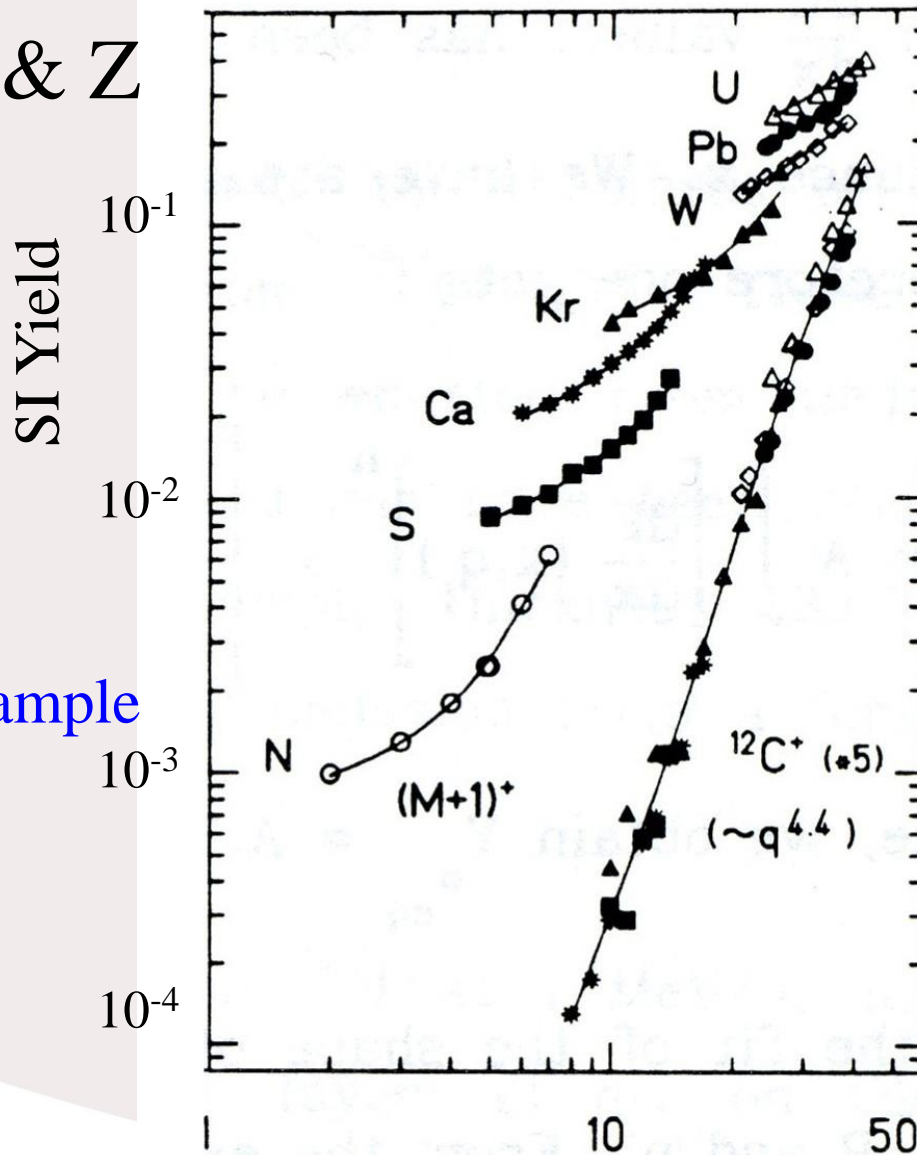 & Z
U
Pb
W
10-1
SI Yield
Kr
Ca
10-2
S
ample
N
10-3
(M+1)+
12C+ (*5)
(~q4.4)
10-4
1
10
50